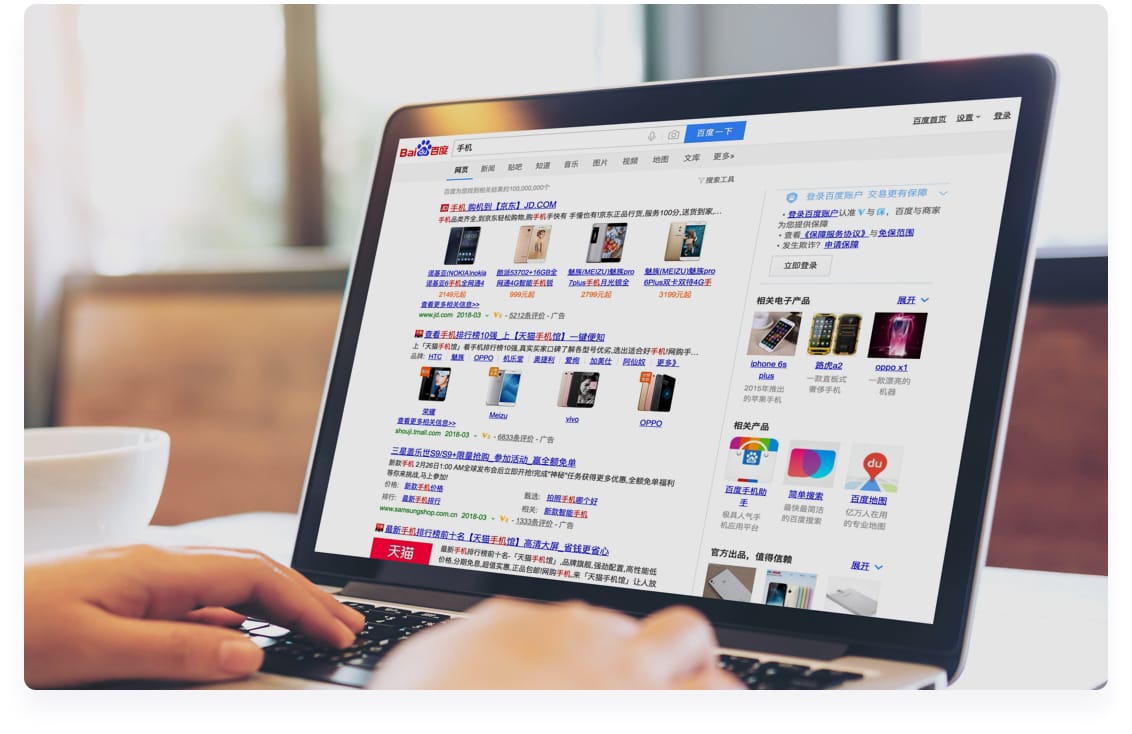 Bai 百度
手机
百度一下
百度首页 设置 登录
网页 新闻 贴吧 知道 音乐 图片 视频 地图 文库 更多»
百度为您找到相关结果约100,000,000个
搜索工具
手机 购机到【京东】JD.COM
手机品类齐全,到京东轻松购物,购手机手快有 手慢也有!京东正品行货,服务100分,送货到家,...
诺基亚(NOKIA)nokia 酷派53702+16GB全 魅族(MEIZU)魅族pro 魅族(MEIZU)魅族pro
诺基亚6手机全网通4 网通4G智能手机锐 7plus手机月光银全 6Plus双卡双待4G手
2149元起 999元起 2799元起 3199元起
查看更多相关信息>>
www.jd.com 2018-03 - V2 - 5212条评价 - 广告
查看手机排行榜10强_上【天猫手机馆】一键便知
上「天猫手机馆」看手机排行榜10强,真实买家口碑了解各型号优劣,选出适合好手机!网购手...
品牌: HTC 魅族 OPPO 机乐堂 奥捷利 爱绚 加美仕 阿仙奴 更多》
荣耀 Meizu vivo OPPO
查看更多相关信息>>
shouji.tmall.com 2018-03 - V2 - 6833条评价 - 广告
三星盖乐世S9/S9+限量抢购_参加活动_赢全额免单
新款手机 2月26日1:00 AM全球发布会后立即开抢!完成"神秘"任务获得更多优惠,全额免单福利
等你来挑战,马上参加!
价格: 新款手机价格 甄选: 拍照手机哪个好
排行: 最新手机排行 相关: 新款智能手机
www.samsungshop.com.cn 2018-03 - V2 - 1333条评价 - 广告
最新手机排行榜前十名【天猫手机馆】高清大屏_省钱更省心
天猫
最新手机排行榜前十名-「天猫手机馆」,品牌旗舰,强劲配置,高性能低
价格,分期免息,超值实惠,正品包邮!网购手机,来「天猫手机馆」让人放
登录百度账户 交易更有保障
• 登录百度账户认准V与保, 百度与商家
为您提供保障
• 查看《保障服务协议》与免保范围
• 发生欺诈? 申请保障
立即登录
相关电子产品 展开
iphone 6s 路虎a2 oppo x1
plus 一款直板式 一款漂亮的
2015年推出 奢侈手机 机器
的苹果手机
相关产品
du
百度手机助 简单搜索 百度地图
手 最快最简洁 亿万人在用
极具人气手 的百度搜索 的专业地图
机应用平台
官方出品，值得信赖 展开